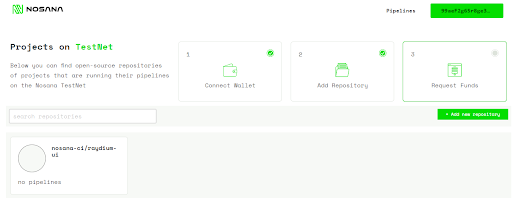 NOSANA
Pipelines
Projects on TestNet
Below you can find open-source repositories
of projects that are running their pipelines
on the Nosana TestNet
1
Connect Wallet
2
Add Repository
3
Request Funds
search repositories
+ Add new repository
nosana-ci/raydium-
ui
no pipelines